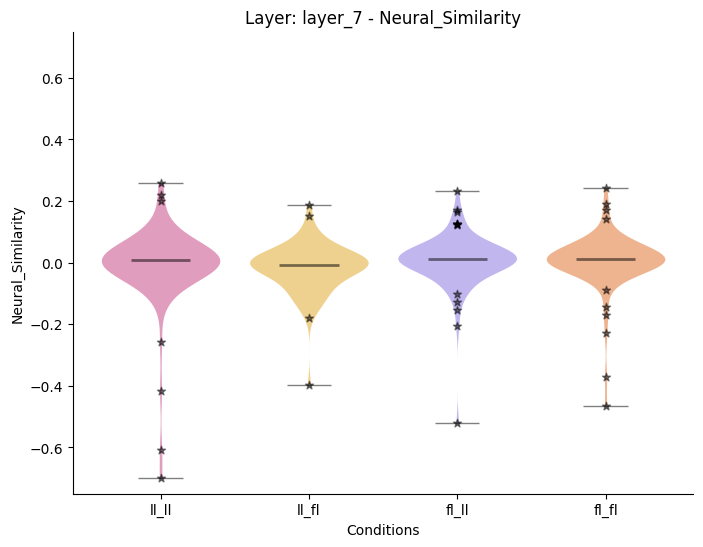 Layer: layer_7 - Neural_Similarity
0.6
0.4
0.2
0.0
−0.2
−0.4
−0.6
Neural_Similarity
ll_ll
ll_fl
fl_ll
fl_fl
Conditions